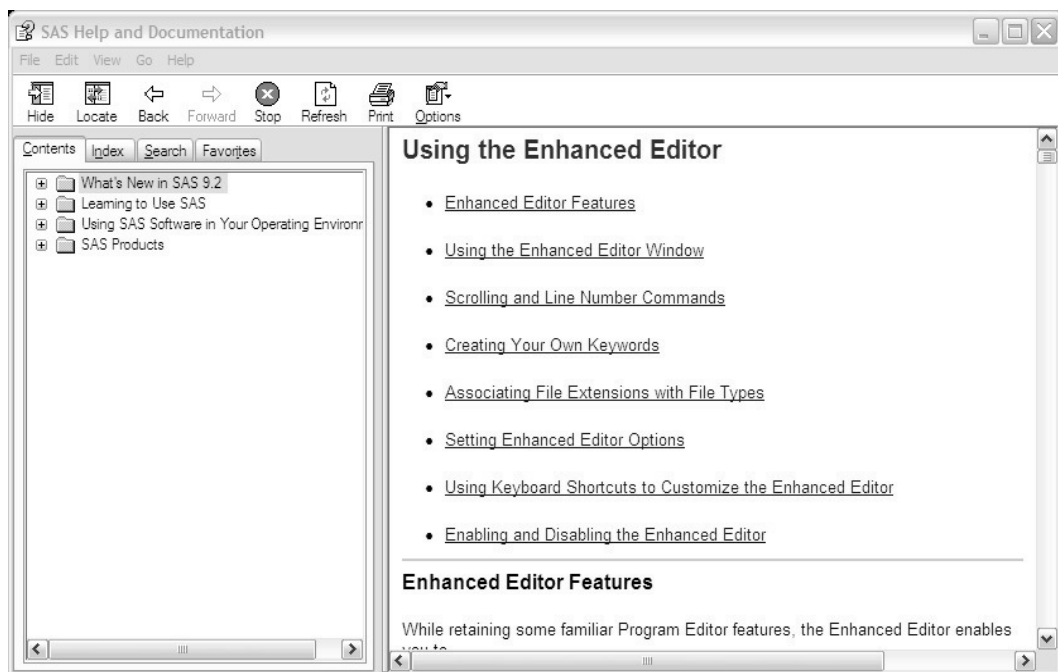 SAS Help and Documentation
File Edit View Go Help
Hide Locate Back Forward Stop Refresh Print Options
Contents Index Search Favorites
What's New in SAS 9.2
Learning to Use SAS
Using SAS Software in Your Operating Environr
SAS Products
Using the Enhanced Editor
• Enhanced Editor Features
• Using the Enhanced Editor Window
• Scrolling and Line Number Commands
• Creating Your Own Keywords
• Associating File Extensions with File Types
• Setting Enhanced Editor Options
• Using Keyboard Shortcuts to Customize the Enhanced Editor
• Enabling and Disabling the Enhanced Editor
Enhanced Editor Features
While retaining some familiar Program Editor features, the Enhanced Editor enables
you to